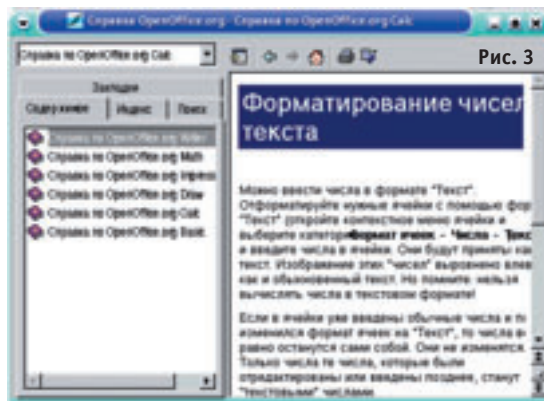 Справка OpenOffice.org - Справка по OpenOffice.org Calc
Справка по OpenOffice.org Calc
Рис. 3
Закладки
Содержание Индекс Поиск
Справка по OpenOffice.org Writer
Справка по OpenOffice.org Math
Справка по OpenOffice.org Impress
Справка по OpenOffice.org Draw
Справка по OpenOffice.org Calc
Справка по OpenOffice.org Basic
Форматирование чисел
текста
Можно ввести числа в формате "Текст".
Отформатируйте нужные ячейки с помощью фор
"Текст" (откройте контекстное меню ячейки и
выберите категори Формат ячеек - Числа - Текс
и введите числа в ячейки. Они будут приняты как
текст. Изображение этих "чисел" выровнено влев
как и обыкновенный текст. Но помните: нельзя
вычислять числа в текстовом формате!
Если в ячейки уже введены обычные числа и по
изменился формат ячеек на "Текст", то числа вс
равно останутся сами собой. Они не изменятся.
Только числа те числа, которые были
отредактированы или введены позднее, станут
"текстовыми" числами.